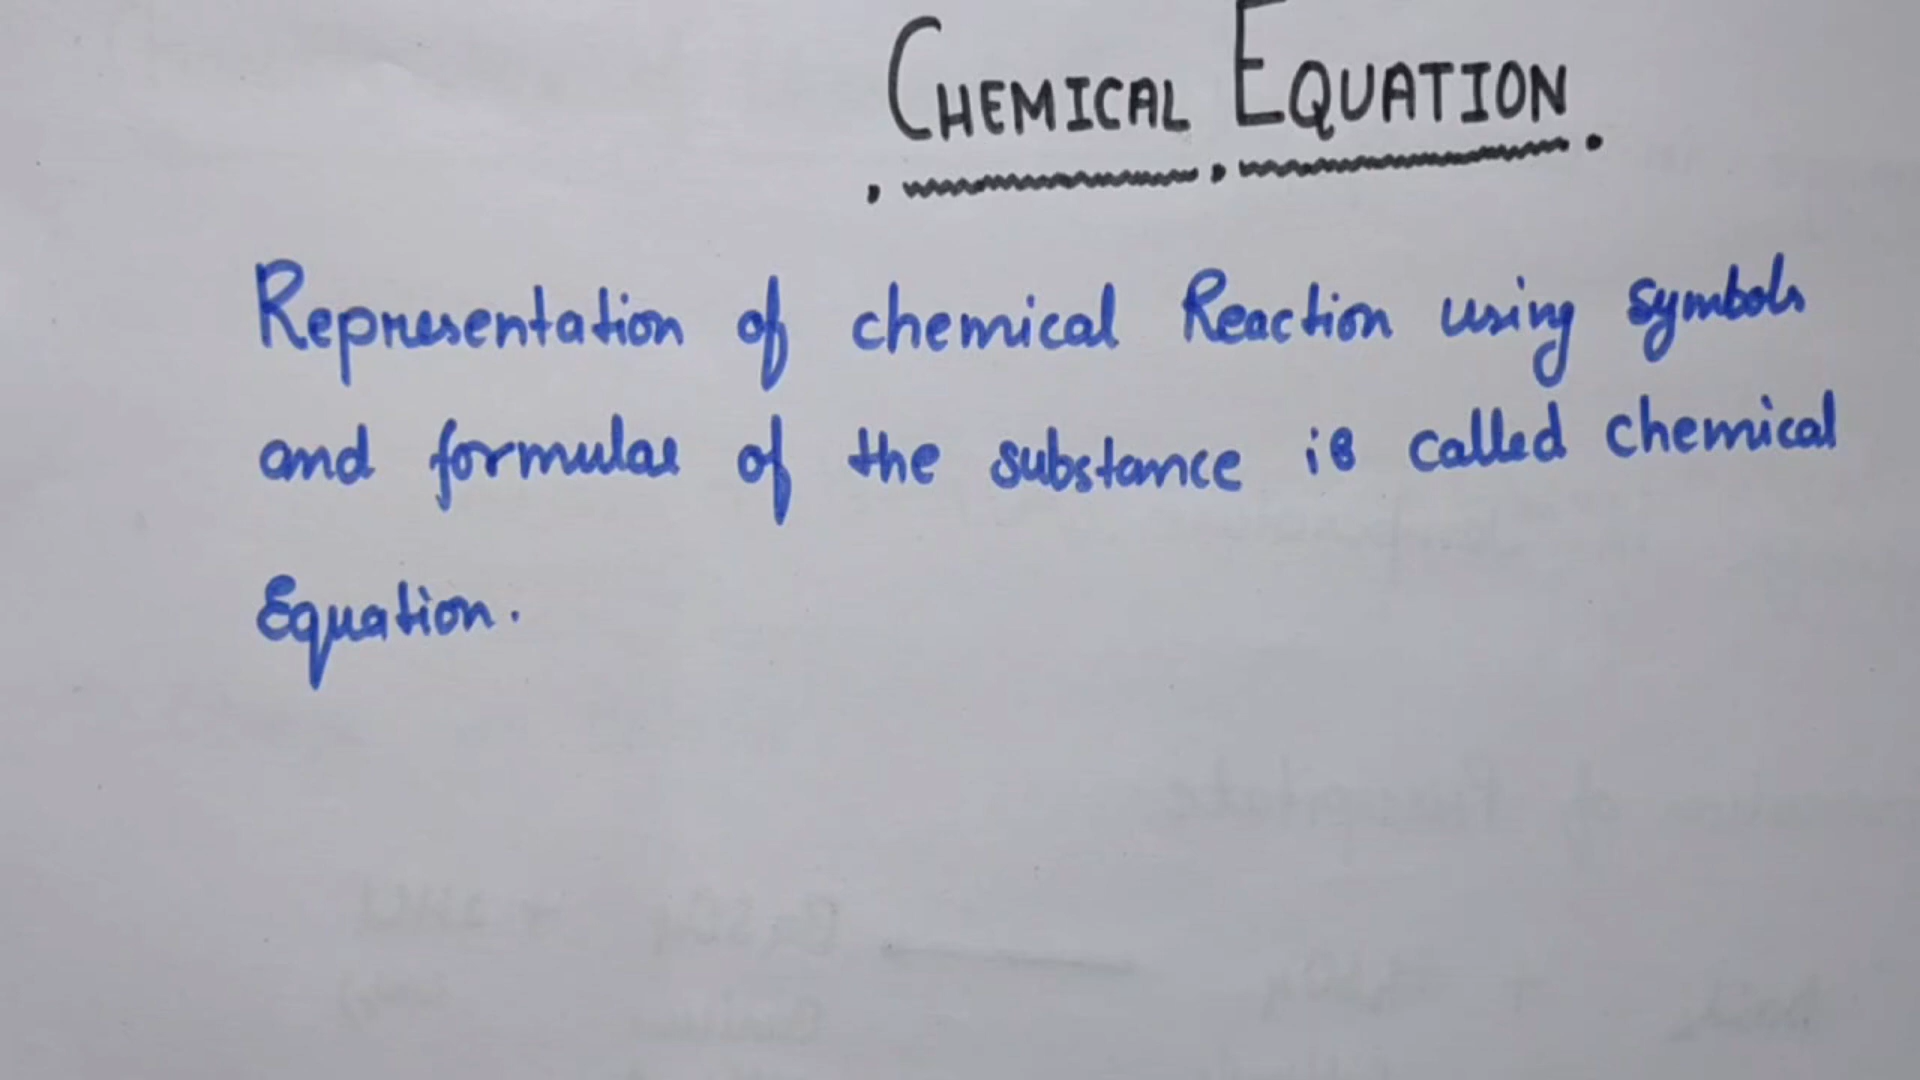 CHEMICAL EQUATION
Representation of chemical Reaction using symbols
and formulae of the substance is called chemical
Equation.